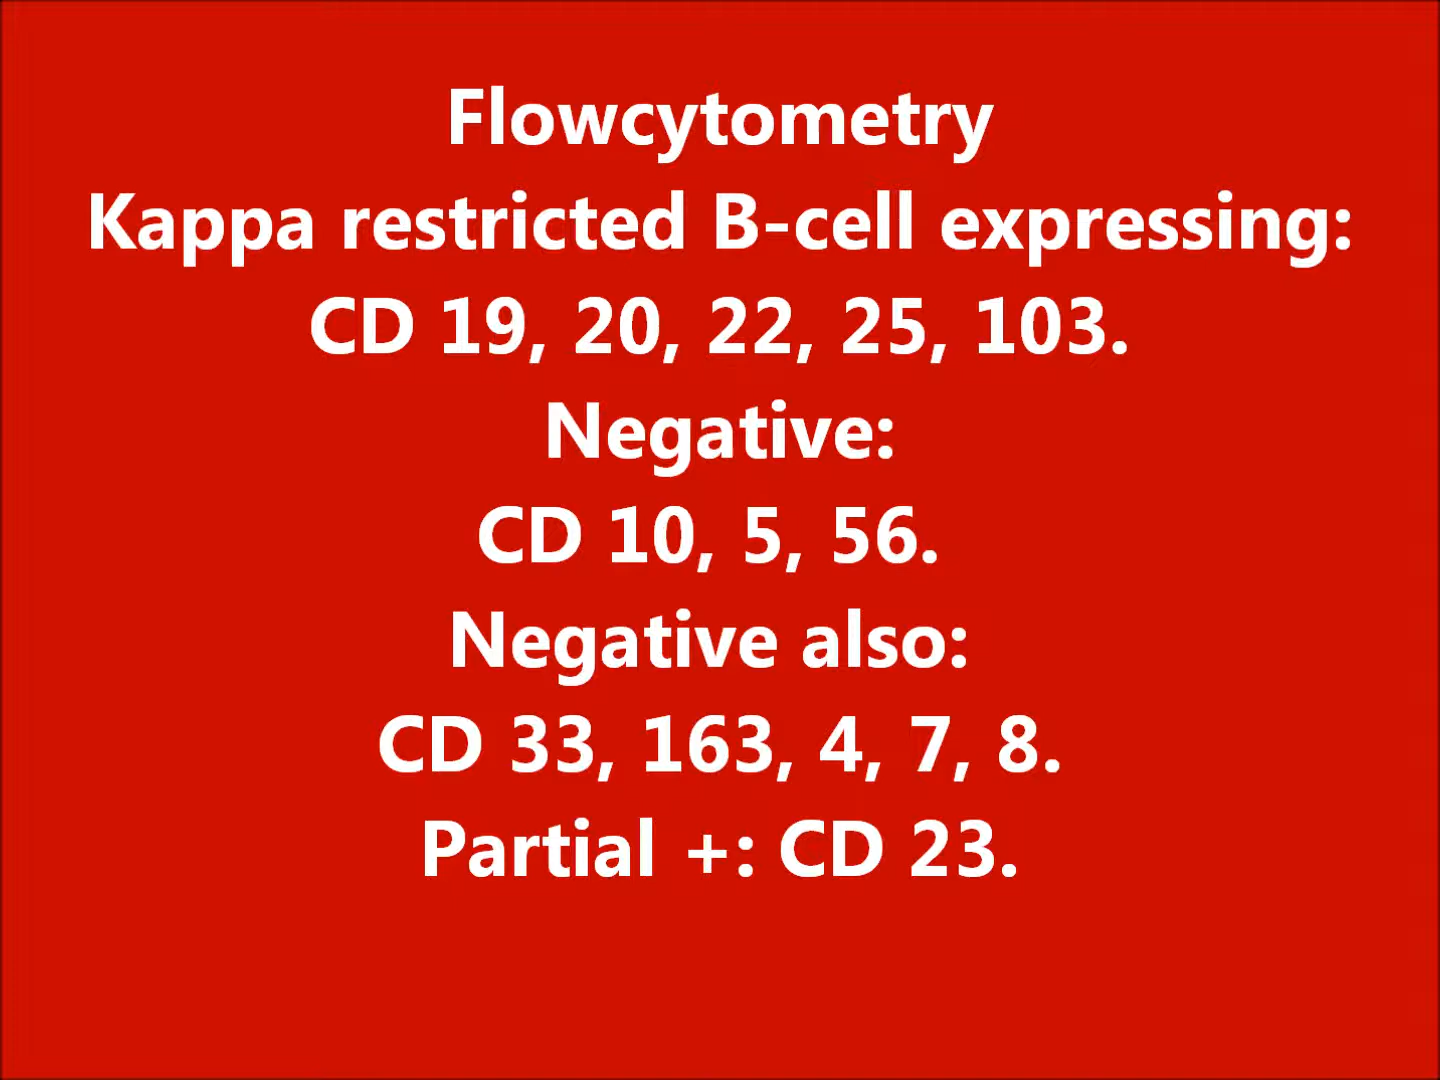 Flowcytometry
Kappa restricted B-cell expressing:
CD 19, 20, 22, 25, 103.
Negative:
CD 10, 5, 56.
Negative also:
CD 33, 163, 4, 7, 8.
Partial +: CD 23.